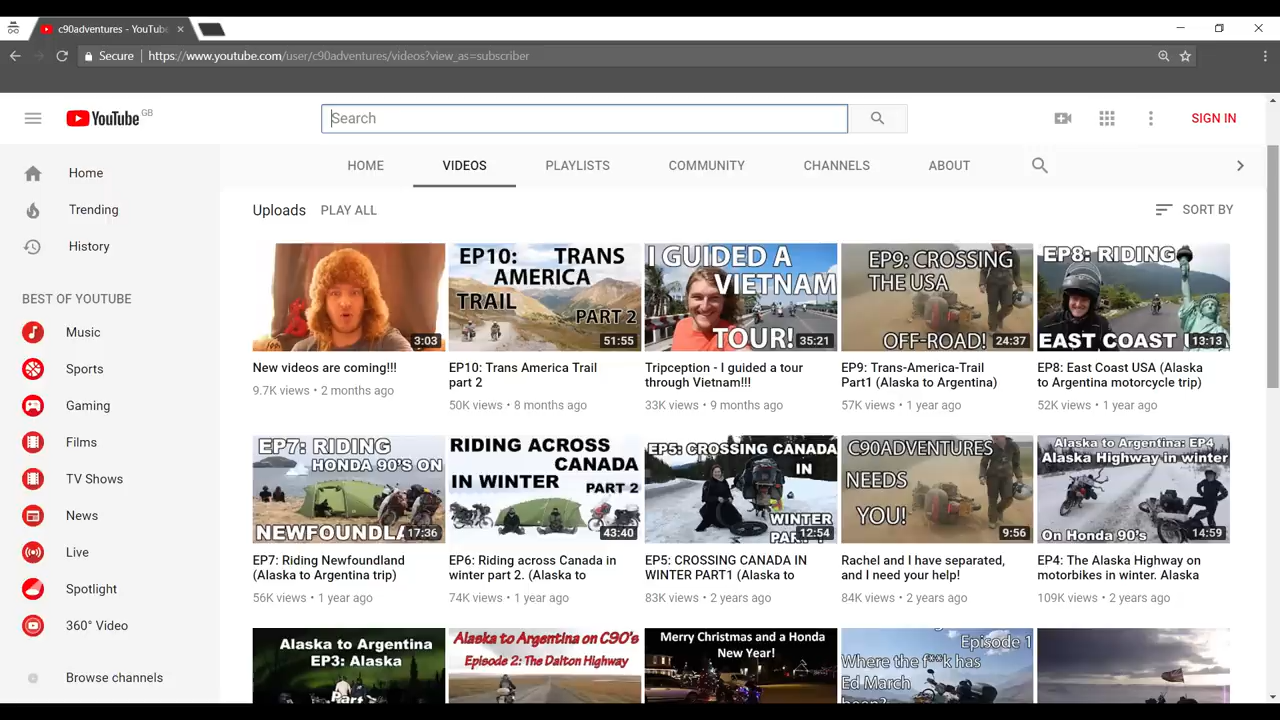 c90adventures - YouTube
Secure
https://www.youtube.com/user/c90adventures/videos?view_as=subscriber
YouTube GB
Search
SIGN IN
HOME
VIDEOS
PLAYLISTS
COMMUNITY
CHANNELS
ABOUT
Home
Trending
History
BEST OF YOUTUBE
Music
Sports
Gaming
Films
TV Shows
News
Live
Spotlight
360° Video
Browse channels
Uploads
PLAY ALL
SORT BY
3:03
New videos are coming!!!
9.7K views • 2 months ago
EP10: TRANS
AMERICA
TRAIL
PART 2
51:55
EP10: Trans America Trail
part 2
50K views • 8 months ago
I GUIDED A
VIETNAM
TOUR!
35:21
Tripception - I guided a tour
through Vietnam!!!
33K views • 9 months ago
EP9: CROSSING
THE USA
OFF-ROAD!
24:37
EP9: Trans-America-Trail
Part1 (Alaska to Argentina)
57K views • 1 year ago
EP8: RIDING
EAST COAST
13:13
EP8: East Coast USA (Alaska
to Argentina motorcycle trip)
52K views • 1 year ago
EP7: RIDING
HONDA 90'S ON
NEWFOUNDLA
17:36
EP7: Riding Newfoundland
(Alaska to Argentina trip)
56K views • 1 year ago
RIDING ACROSS
CANADA
IN WINTER
PART 2
43:40
EP6: Riding across Canada in
winter part 2. (Alaska to
74K views • 1 year ago
EP5: CROSSING CANADA
IN
WINTER
12:54
EP5: CROSSING CANADA IN
WINTER PART1 (Alaska to
83K views • 2 years ago
C90ADVENTURES
NEEDS
YOU!
9:56
Rachel and I have separated,
and I need your help!
84K views • 2 years ago
Alaska to Argentina: EP4
Alaska Highway in winter
On Honda 90's
14:59
EP4: The Alaska Highway on
motorbikes in winter. Alaska
109K views • 2 years ago
Alaska to Argentina
EP3: Alaska
Alaska to Argentina on C90's
Episode 2: The Dalton Highway
Merry Christmas and a Honda
New Year!
Episode 1
Where the f**k has
Ed March
been?